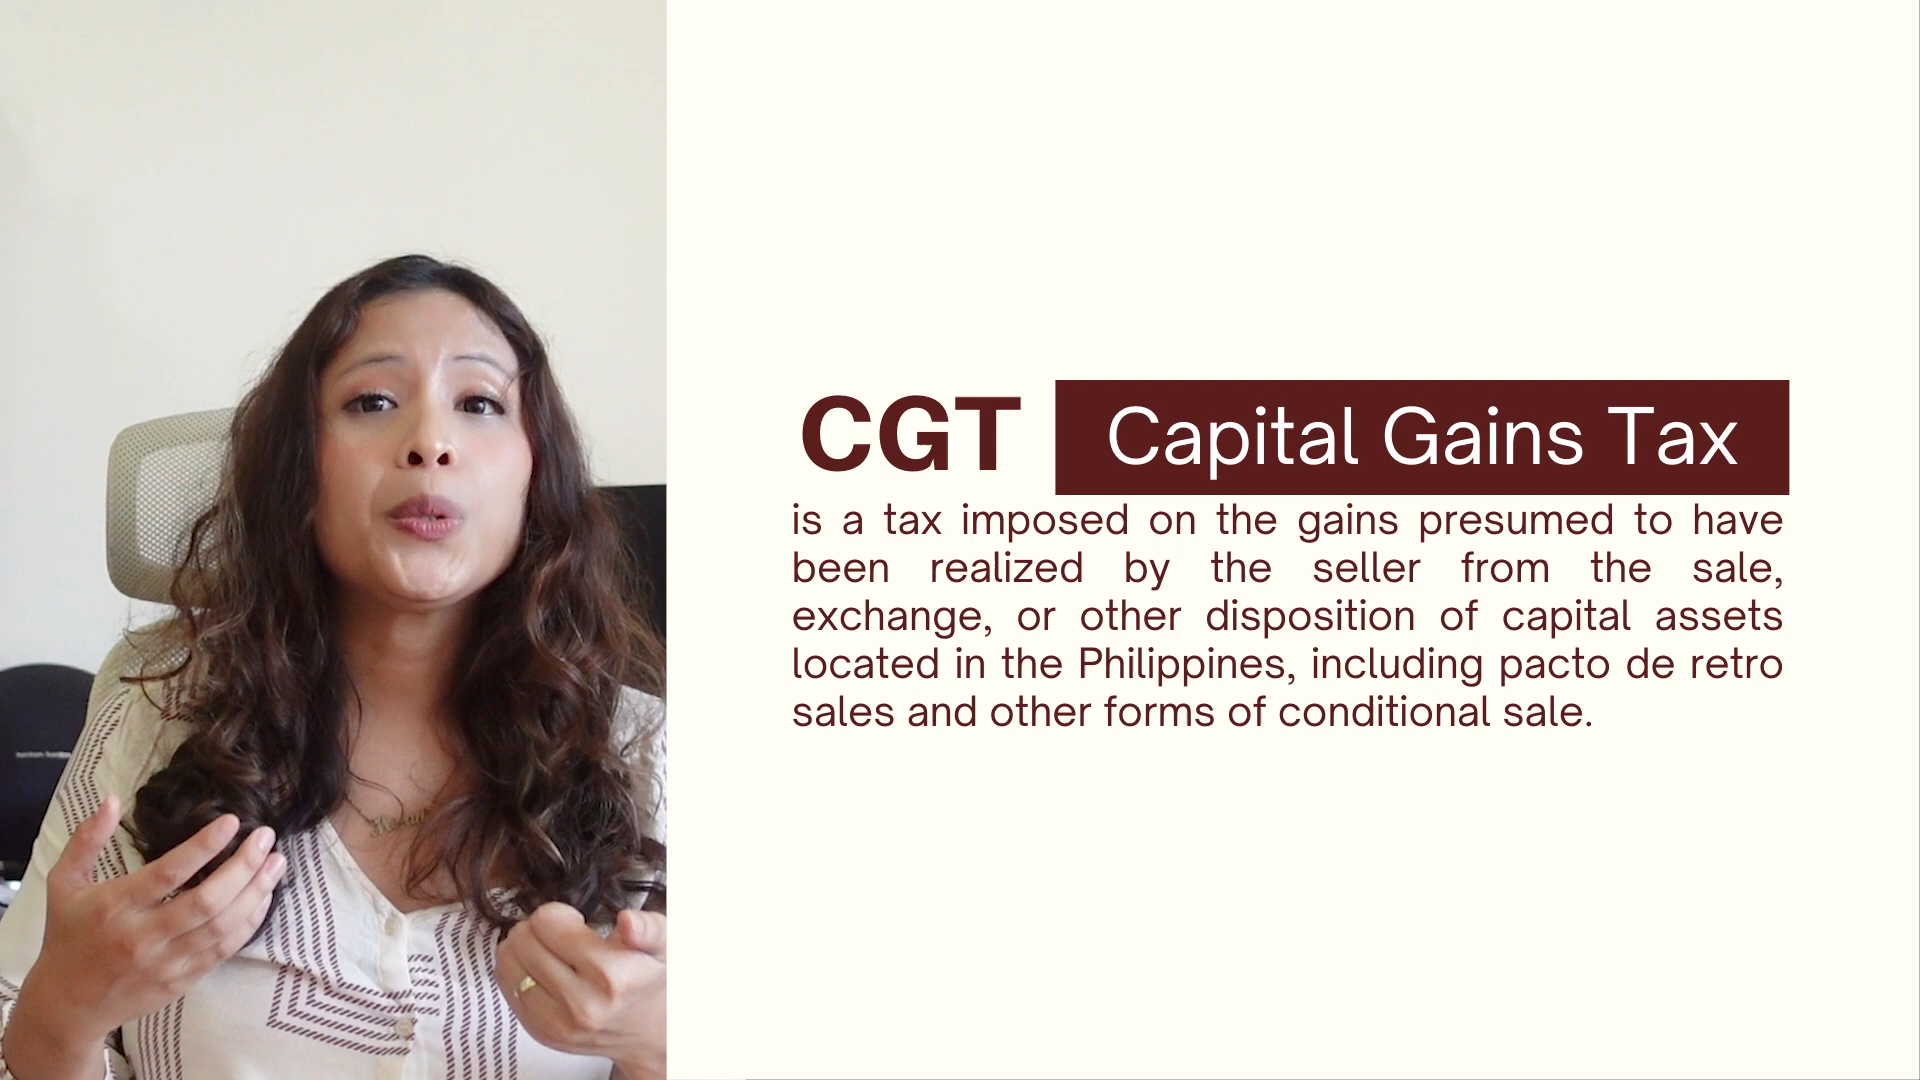 CGT Capital Gains Tax
is a tax imposed on the gains presumed to have
been realized by the seller from the sale,
exchange, or other disposition of capital assets
located in the Philippines, including pacto de retro
sales and other forms of conditional sale.